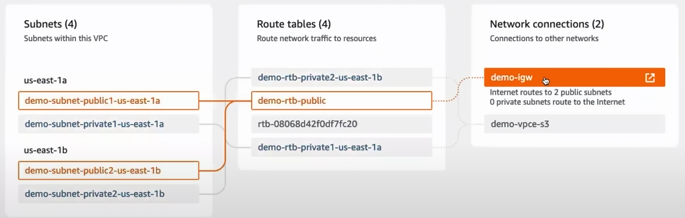 Subnets (4)
Subnets within this VPC
us-east-1a
demo-subnet-public1-us-east-1a
demo-subnet-private1-us-east-1a
us-east-1b
demo-subnet-public2-us-east-1b
demo-subnet-private2-us-east-1b
Route tables (4)
Route network traffic to resources
demo-rtb-private2-us-east-1b
demo-rtb-public
rtb-08068d42f0df7fc20
demo-rtb-private1-us-east-1a
Network connections (2)
Connections to other networks
demo-igw
Internet routes to 2 public subnets
0 private subnets route to the Internet
demo-vpce-s3